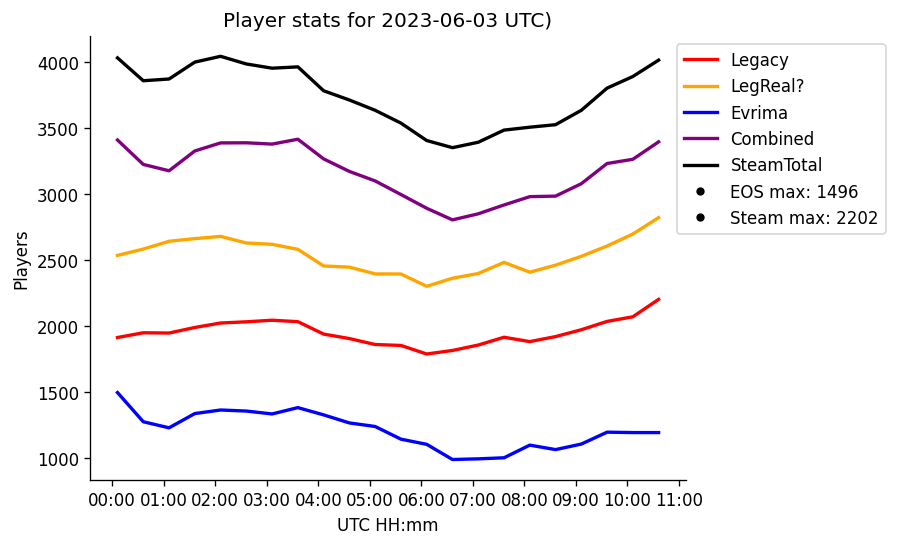 Player stats for 2023-06-03 UTC)
4000
3500
3000
2500
2000
1500
1000
Players
00:00 01:00 02:00 03:00 04:00 05:00 06:00 07:00 08:00 09:00 10:00 11:00
UTC HH:mm
Legacy
LegReal?
Evrima
Combined
SteamTotal
EOS max: 1496
Steam max: 2202